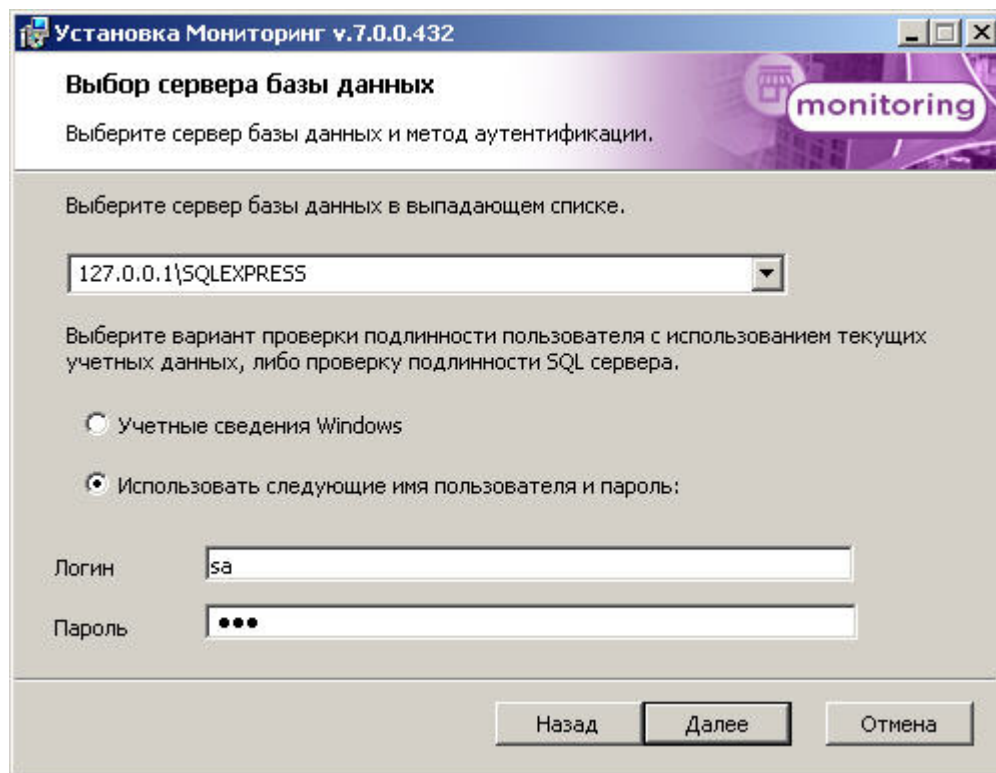 Установка Мониторинг v.7.0.0.432
Выбор сервера базы данных
monitoring
Выберите сервер базы данных и метод аутентификации.
Выберите сервер базы данных в выпадающем списке.
127.0.0.1\SQLEXPRESS
Выберите вариант проверки подлинности пользователя с использованием текущих
учетных данных, либо проверку подлинности SQL сервера.
Учетные сведения Windows
Использовать следующие имя пользователя и пароль:
Логин sa
Пароль •••
Назад Далее Отмена